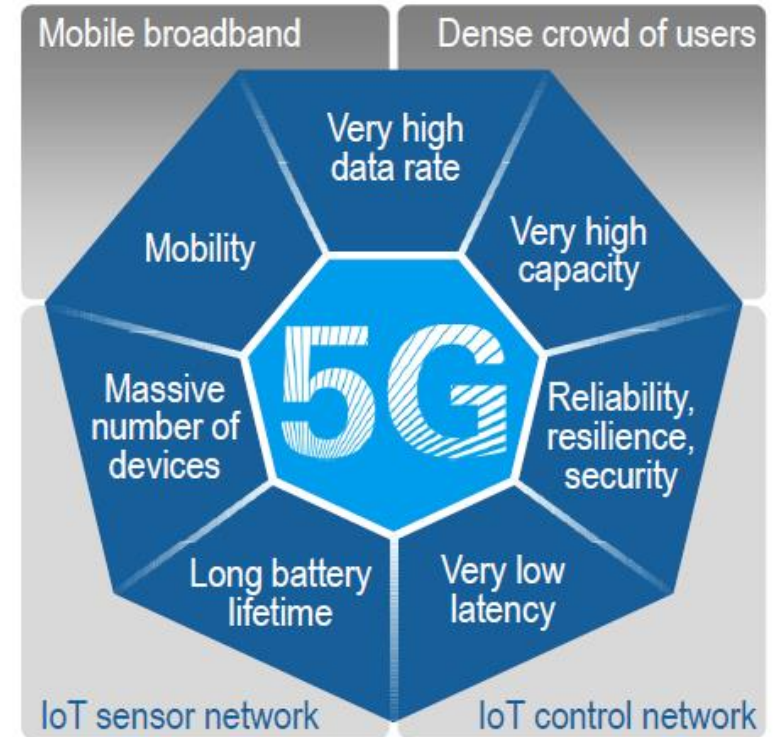 Mobile broadband
Dense crowd of users
Very high
data rate
Mobility
Very high
capacity
5G
Massive
number of
devices
Reliability,
resilience,
security
Long battery
lifetime
Very low
latency
IoT sensor network
IoT control network